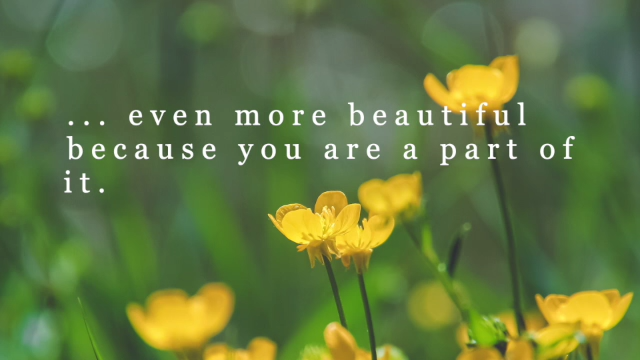 ... even more beautiful
because you are a part of
it.